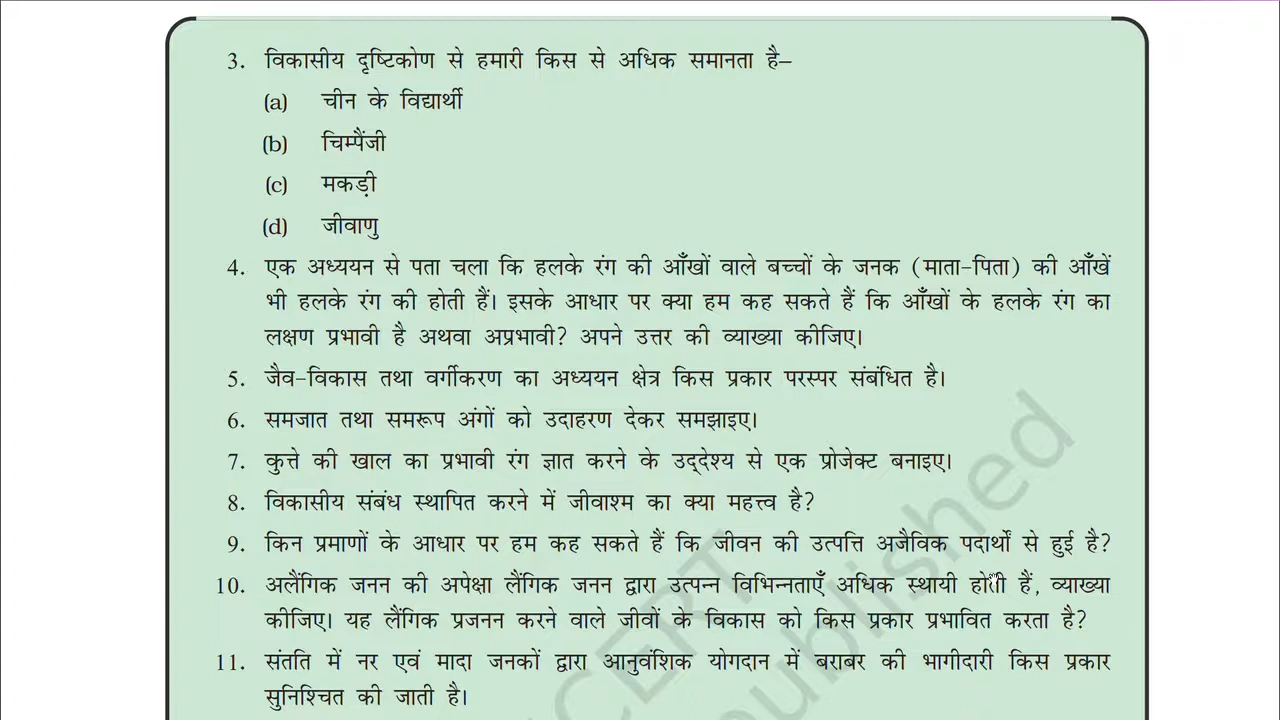 3. विकासीय दृष्टिकोण से हमारी किस से अधिक समानता है–
(a) चीन के विद्यार्थी
(b) चिम्पैंजी
(c) मकड़ी
(d) जीवाणु
4. एक अध्ययन से पता चला कि हलके रंग की आँखों वाले बच्चों के जनक (माता-पिता) की आँखें
भी हलके रंग की होती हैं। इसके आधार पर क्या हम कह सकते हैं कि आँखों के हलके रंग का
लक्षण प्रभावी है अथवा अप्रभावी? अपने उत्तर की व्याख्या कीजिए।
5. जैव-विकास तथा वर्गीकरण का अध्ययन क्षेत्र किस प्रकार परस्पर संबंधित है।
6. समजात तथा समरूप अंगों को उदाहरण देकर समझाइए।
7. कुत्ते की खाल का प्रभावी रंग ज्ञात करने के उद्देश्य से एक प्रोजेक्ट बनाइए।
8. विकासीय संबंध स्थापित करने में जीवाश्म का क्या महत्त्व है?
9. किन प्रमाणों के आधार पर हम कह सकते हैं कि जीवन की उत्पत्ति अजैविक पदार्थों से हुई है?
10. अलैंगिक जनन की अपेक्षा लैंगिक जनन द्वारा उत्पन्न विभिन्नताएँ अधिक स्थायी होती हैं, व्याख्या
कीजिए। यह लैंगिक प्रजनन करने वाले जीवों के विकास को किस प्रकार प्रभावित करता है?
11. संतति में नर एवं मादा जनकों द्वारा आनुवंशिक योगदान में बराबर की भागीदारी किस प्रकार
सुनिश्चित की जाती है।
NCERT
published